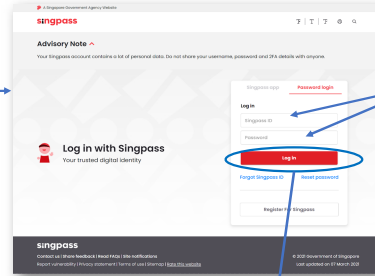 A Singapore Government Agency Website
singpass
Advisory Note
Your Singpass account contains a lot of personal data. Do not share your username, password and 2FA details with anyone.
Singpass app
Password login
Log in
Singpass ID
Password
Log in
Forgot Singpass ID
Reset password
Register For Singpass
Log in with Singpass
Your trusted digital identity
singpass
Contact us | Share feedback | Read FAQs | Site notifications
Report vulnerability | Privacy statement | Terms of use | Sitemap | Rate this website
© 2021 Government of Singapore
Last updated on 07 March 2021